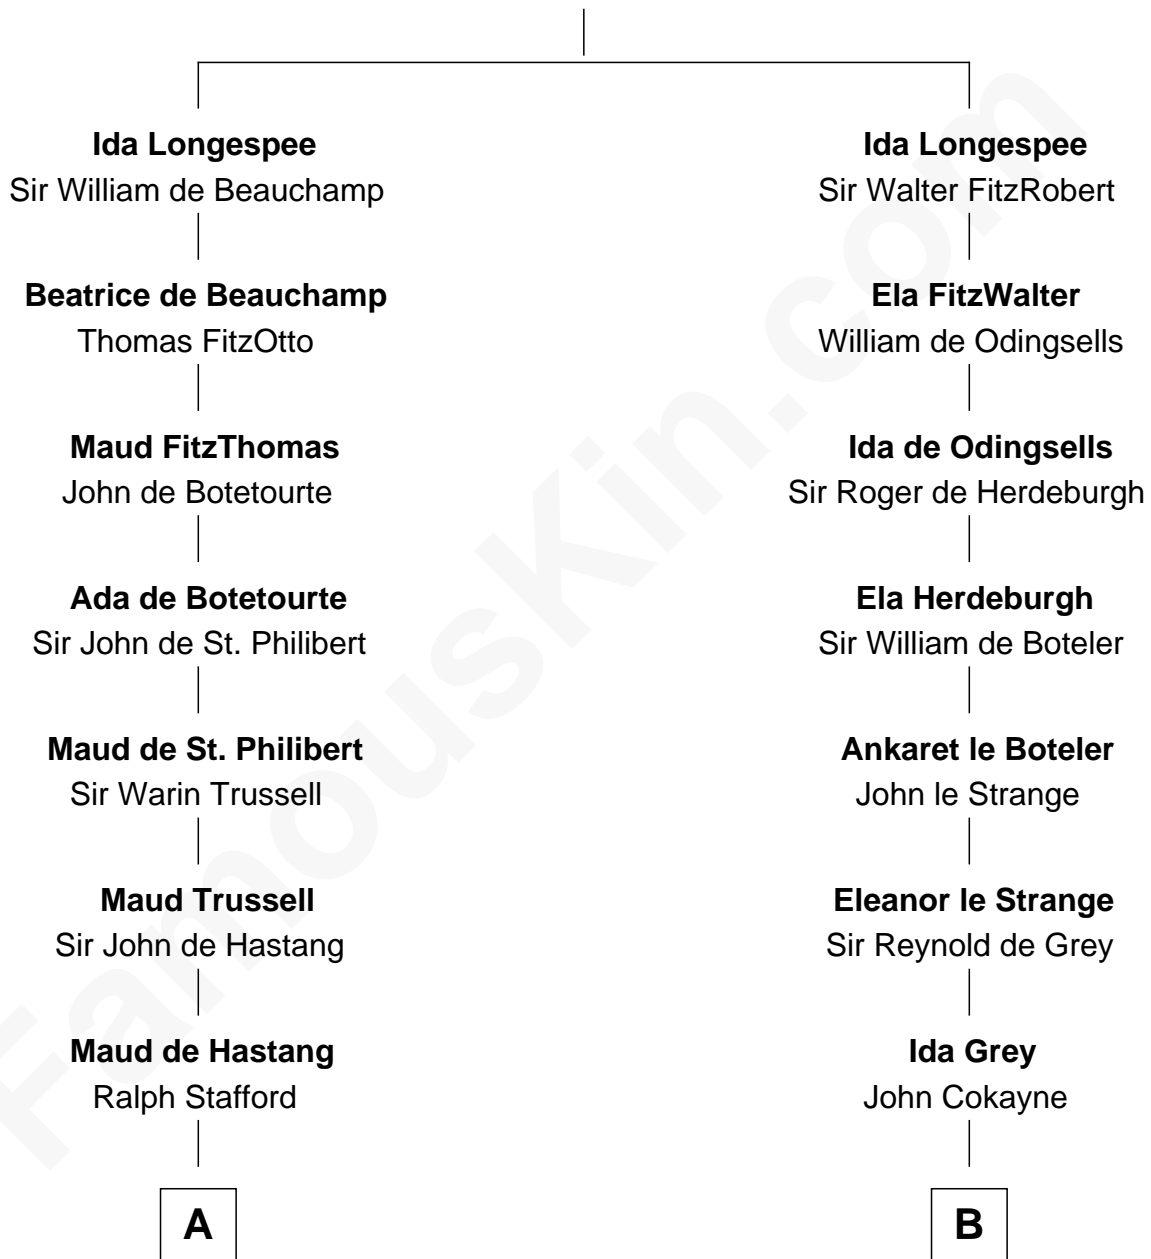 Ida Longespee
Sir William de Beauchamp
Beatrice de Beauchamp
Thomas FitzOtto
Maud FitzThomas
John de Botetourte
Ada de Botetourte
Sir John de St. Philibert
Maud de St. Philibert
Sir Warin Trussell
Maud Trussell
Sir John de Hastang
Maud de Hastang
Ralph Stafford
A
Ida Longespee
Sir Walter FitzRobert
Ela FitzWalter
William de Odingsells
Ida de Odingsells
Sir Roger de Herdeburgh
Ela Herdeburgh
Sir William de Boteler
Ankaret le Boteler
John le Strange
Eleanor le Strange
Sir Reynold de Grey
Ida Grey
John Cokayne
B
FamousKin.com